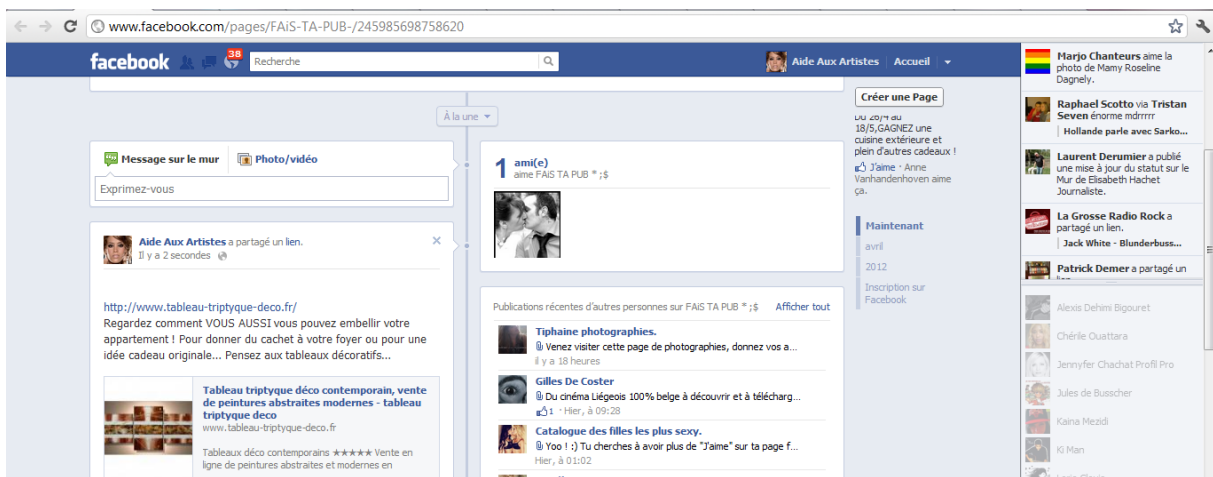 www.facebook.com/pages/FAiS-TA-PUB-/245985698758620
facebook
38
Recherche
Aide Aux Artistes
Accueil
À la une
Message sur le mur
Photo/vidéo
Exprimez-vous
Aide Aux Artistes a partagé un lien.
Il y a 2 secondes
http://www.tableau-triptyque-deco.fr/
Regardez comment VOUS AUSSI vous pouvez embellir votre
appartement ! Pour donner du cachet à votre foyer ou pour une
idée cadeau originale... Pensez aux tableaux décoratifs...
Tableau triptyque déco contemporain, vente
de peintures abstraites modernes - tableau
triptyque deco
www.tableau-triptyque-deco.fr
Tableaux déco contemporains ★★★★★ Vente en
ligne de peintures abstraites et modernes en
1 ami(e)
aime FAiS TA PUB * ;$
Publications récentes d'autres personnes sur FAiS TA PUB * ;$
Afficher tout
Tiphaine photographies.
Venez visiter cette page de photographies, donnez vos a...
il y a 18 heures
Gilles De Coster
Du cinéma Liégeois 100% belge à découvrir et à télécharg...
1 · Hier, à 09:28
Catalogue des filles les plus sexy.
Yoo ! :) Tu cherches à avoir plus de "J'aime" sur ta page f...
Hier, à 01:02
Créer une Page
Du 26/4 au
18/5,GAGNEZ une
cuisine extérieure et
plein d'autres cadeaux !
J'aime · Anne
Vanhandenhoven aime
ça.
Maintenant
avril
2012
Inscription sur
Facebook
Marjo Chanteurs aime la
photo de Mamy Roseline
Dagnely.
Raphael Scotto via Tristan
Seven énorme mdrrrrr
Hollande parle avec Sarko...
Laurent Derumier a publié
une mise à jour du statut sur le
Mur de Elisabeth Hachet
Journaliste.
La Grosse Radio Rock a
partagé un lien.
Jack White - Blunderbuss...
Patrick Demer a partagé un
Alexis Dehimi Bigouret
Chérile Ouattara
Jennyfer Chachat Profil Pro
Jules de Busscher
Kaina Mezidi
Ki Man